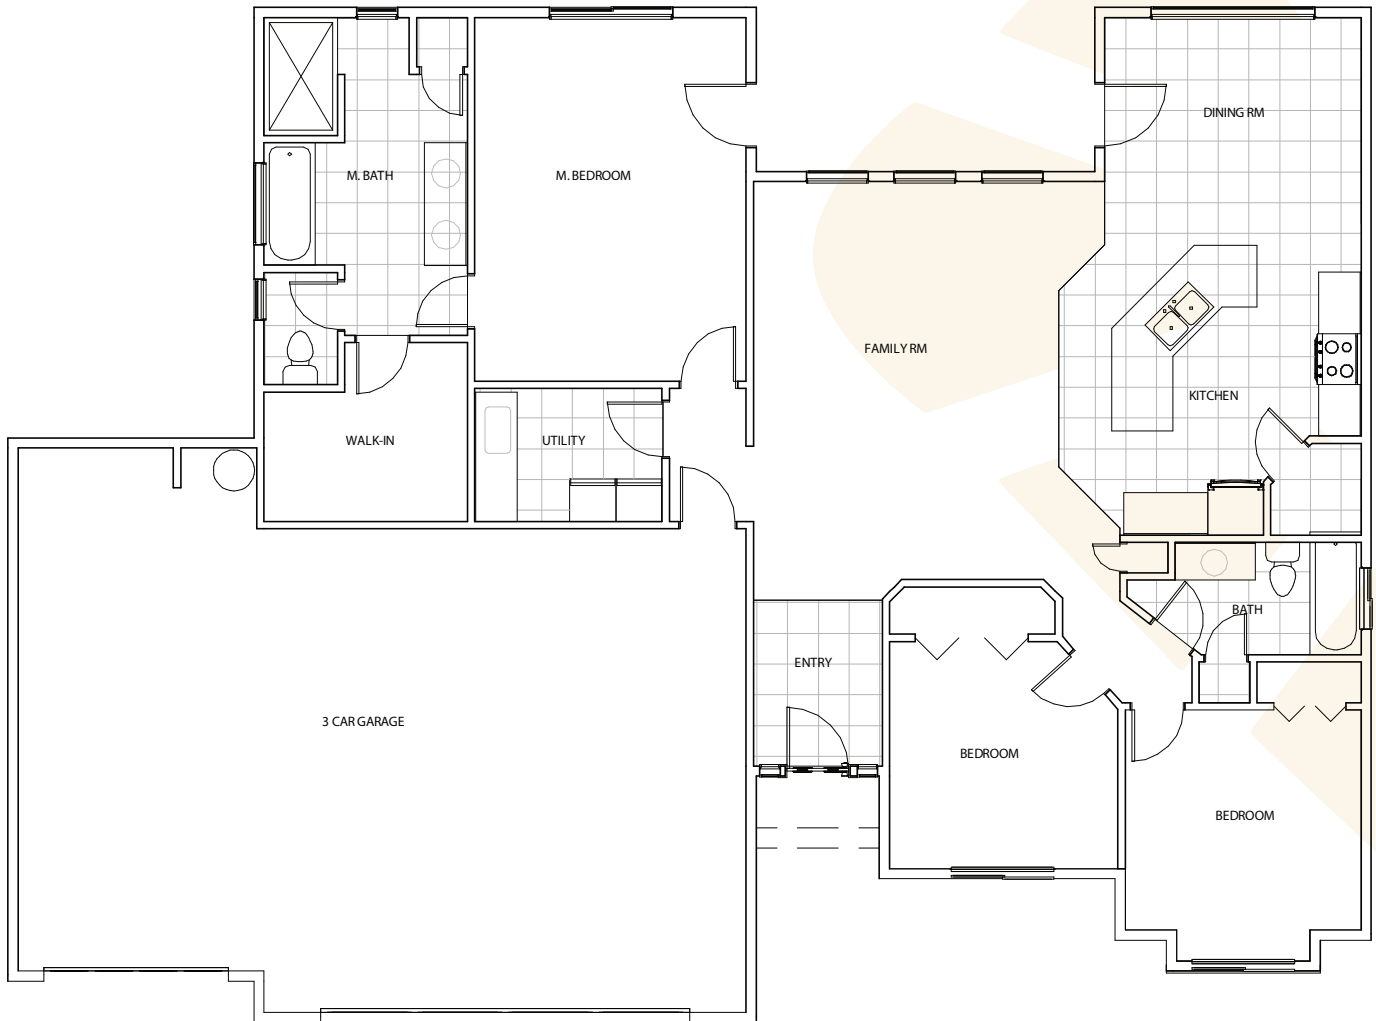 DINING RM
M. BATH
M. BEDROOM
FAMILY RM
KITCHEN
WALK-IN
UTILITY
BATH
ENTRY
3 CAR GARAGE
BEDROOM
BEDROOM